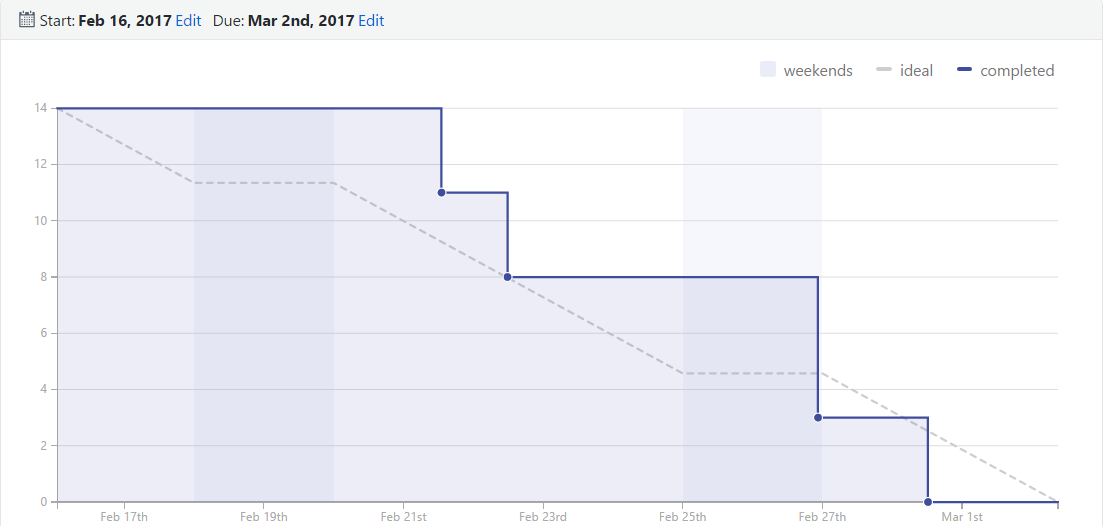 Start: Feb 16, 2017 Edit Due: Mar 2nd, 2017 Edit
weekends ideal completed
14
12
10
8
6
4
2
0
Feb 17th Feb 19th Feb 21st Feb 23rd Feb 25th Feb 27th Mar 1st